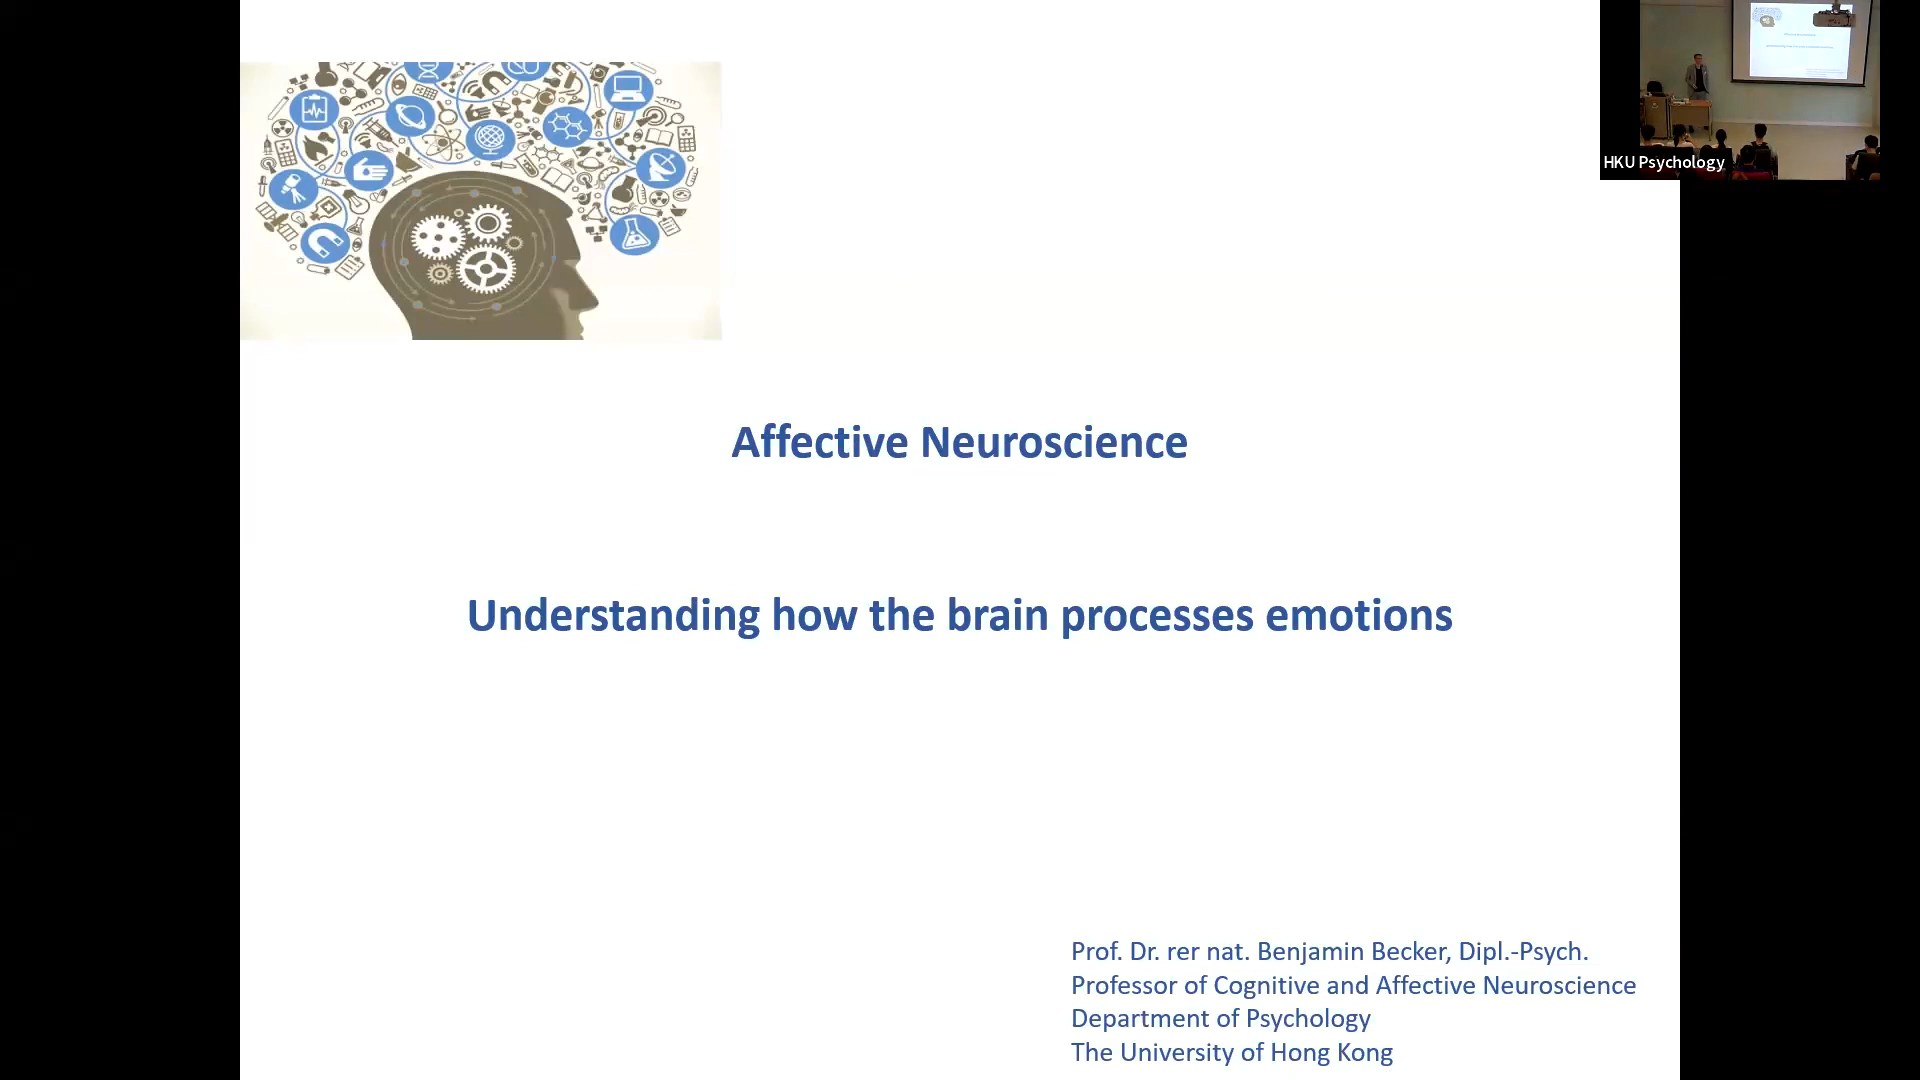 HKU Psychology
Affective Neuroscience
Understanding how the brain processes emotions
Prof. Dr. rer nat. Benjamin Becker, Dipl.-Psych.
Professor of Cognitive and Affective Neuroscience
Department of Psychology
The University of Hong Kong